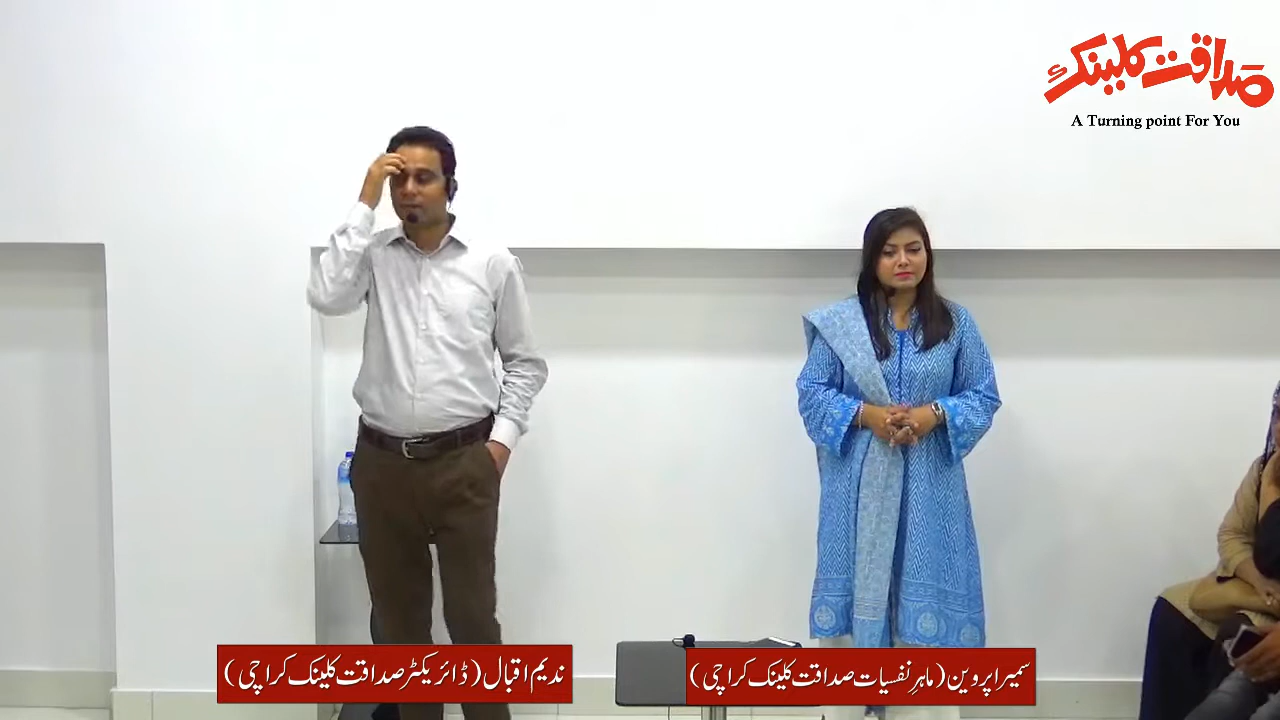 صداقت کلینک
A Turning point For You
ندیم اقبال (ڈائریکٹر صداقت کلینک کراچی)
سمیرا پروین (ماہرِ نفسیات صداقت کلینک کراچی)